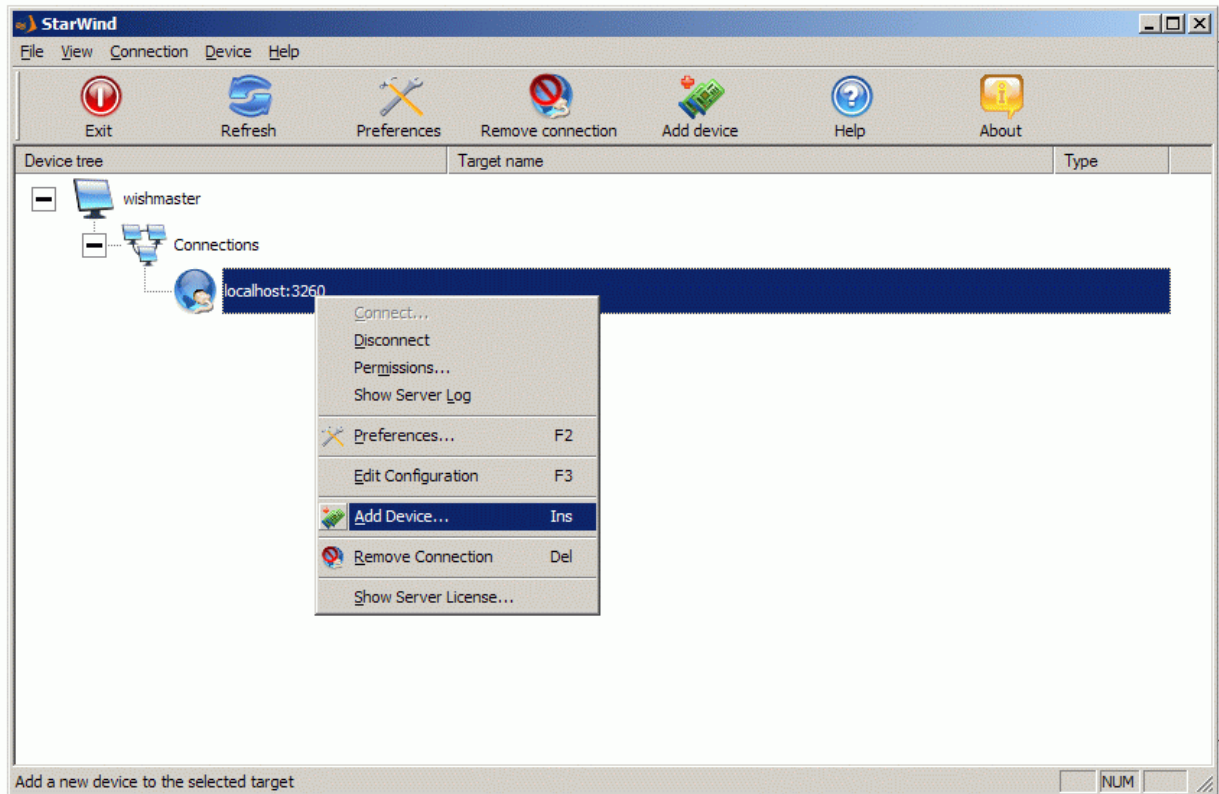 StarWind
File View Connection Device Help
Exit Refresh Preferences Remove connection Add device Help About
Device tree Target name Type
wishmaster
Connections
localhost:3260
Connect...
Disconnect
Permissions...
Show Server Log
Preferences... F2
Edit Configuration F3
Add Device... Ins
Remove Connection Del
Show Server License...
Add a new device to the selected target NUM